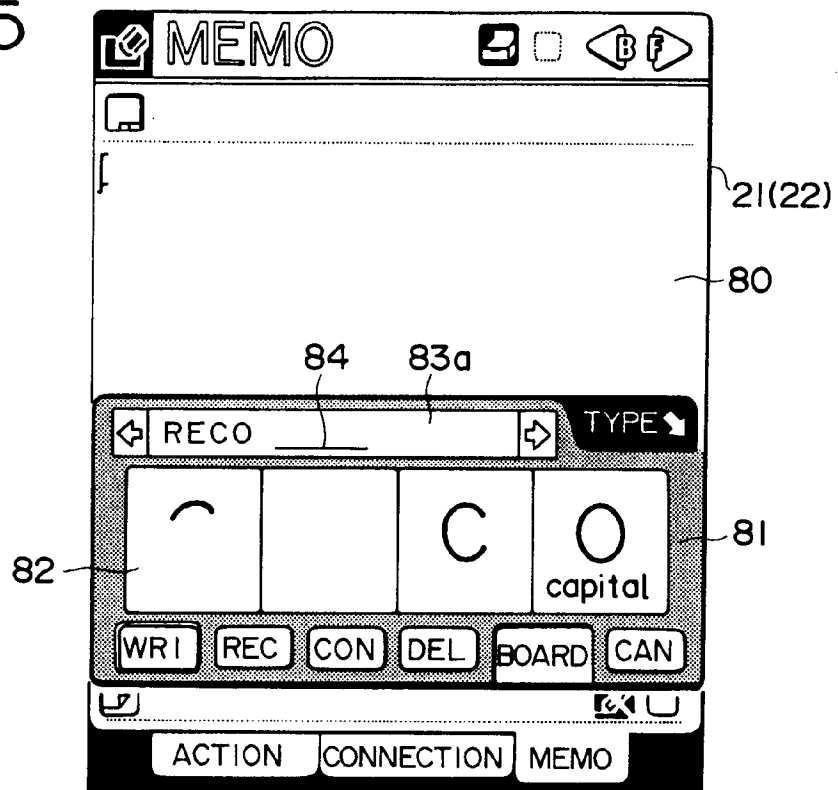 MEMO B F
21(22)
80
84 83a
RECO TYPE
C O
capital
81
82
WRI REC CON DEL BOARD CAN
ACTION CONNECTION MEMO